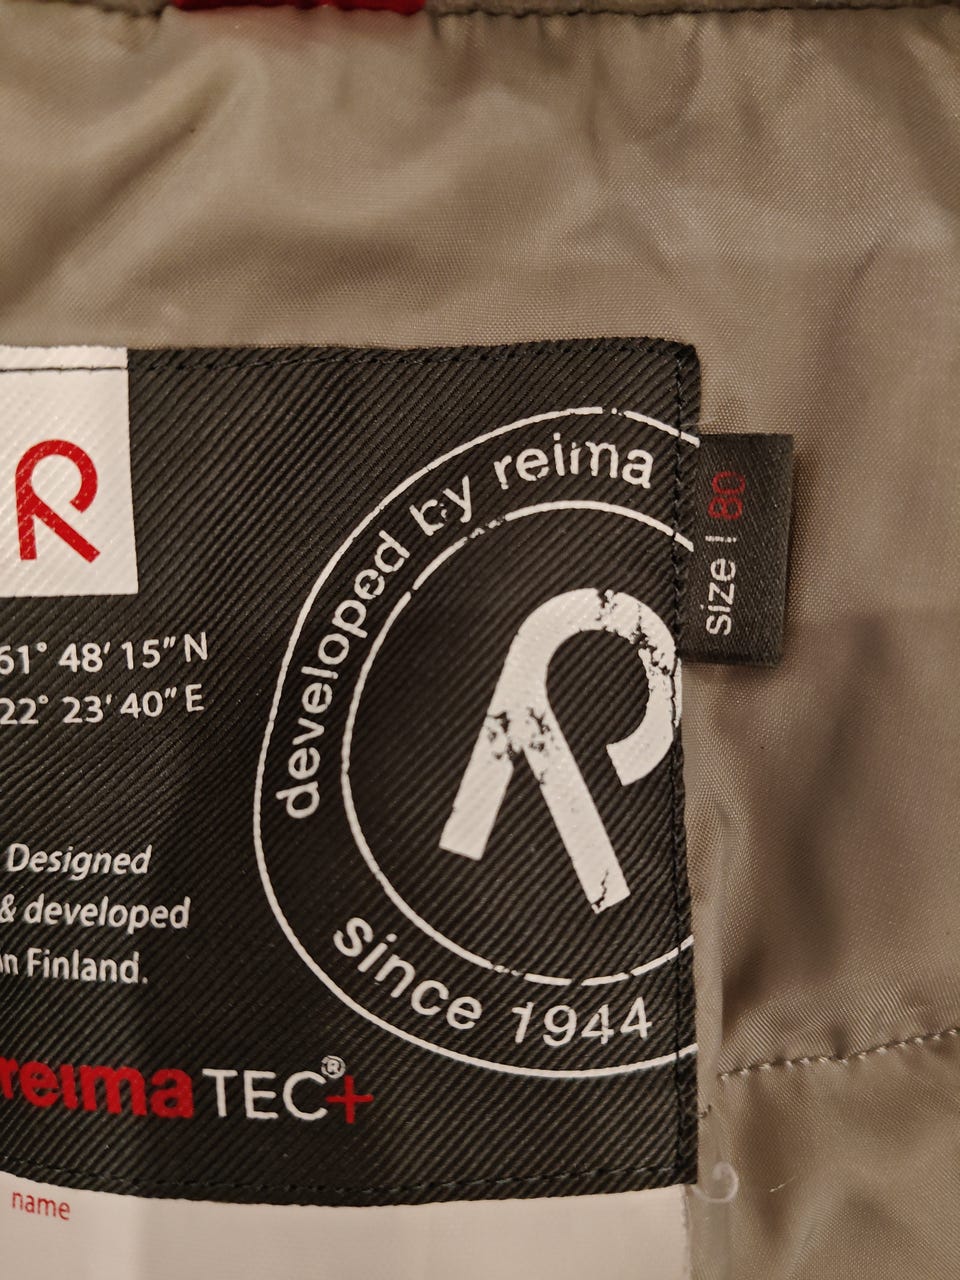 developed by reima
size | 80
61° 48' 15" N
22° 23' 40" E
Designed
& developed
in Finland.
since 1944
reima TEC®+
name